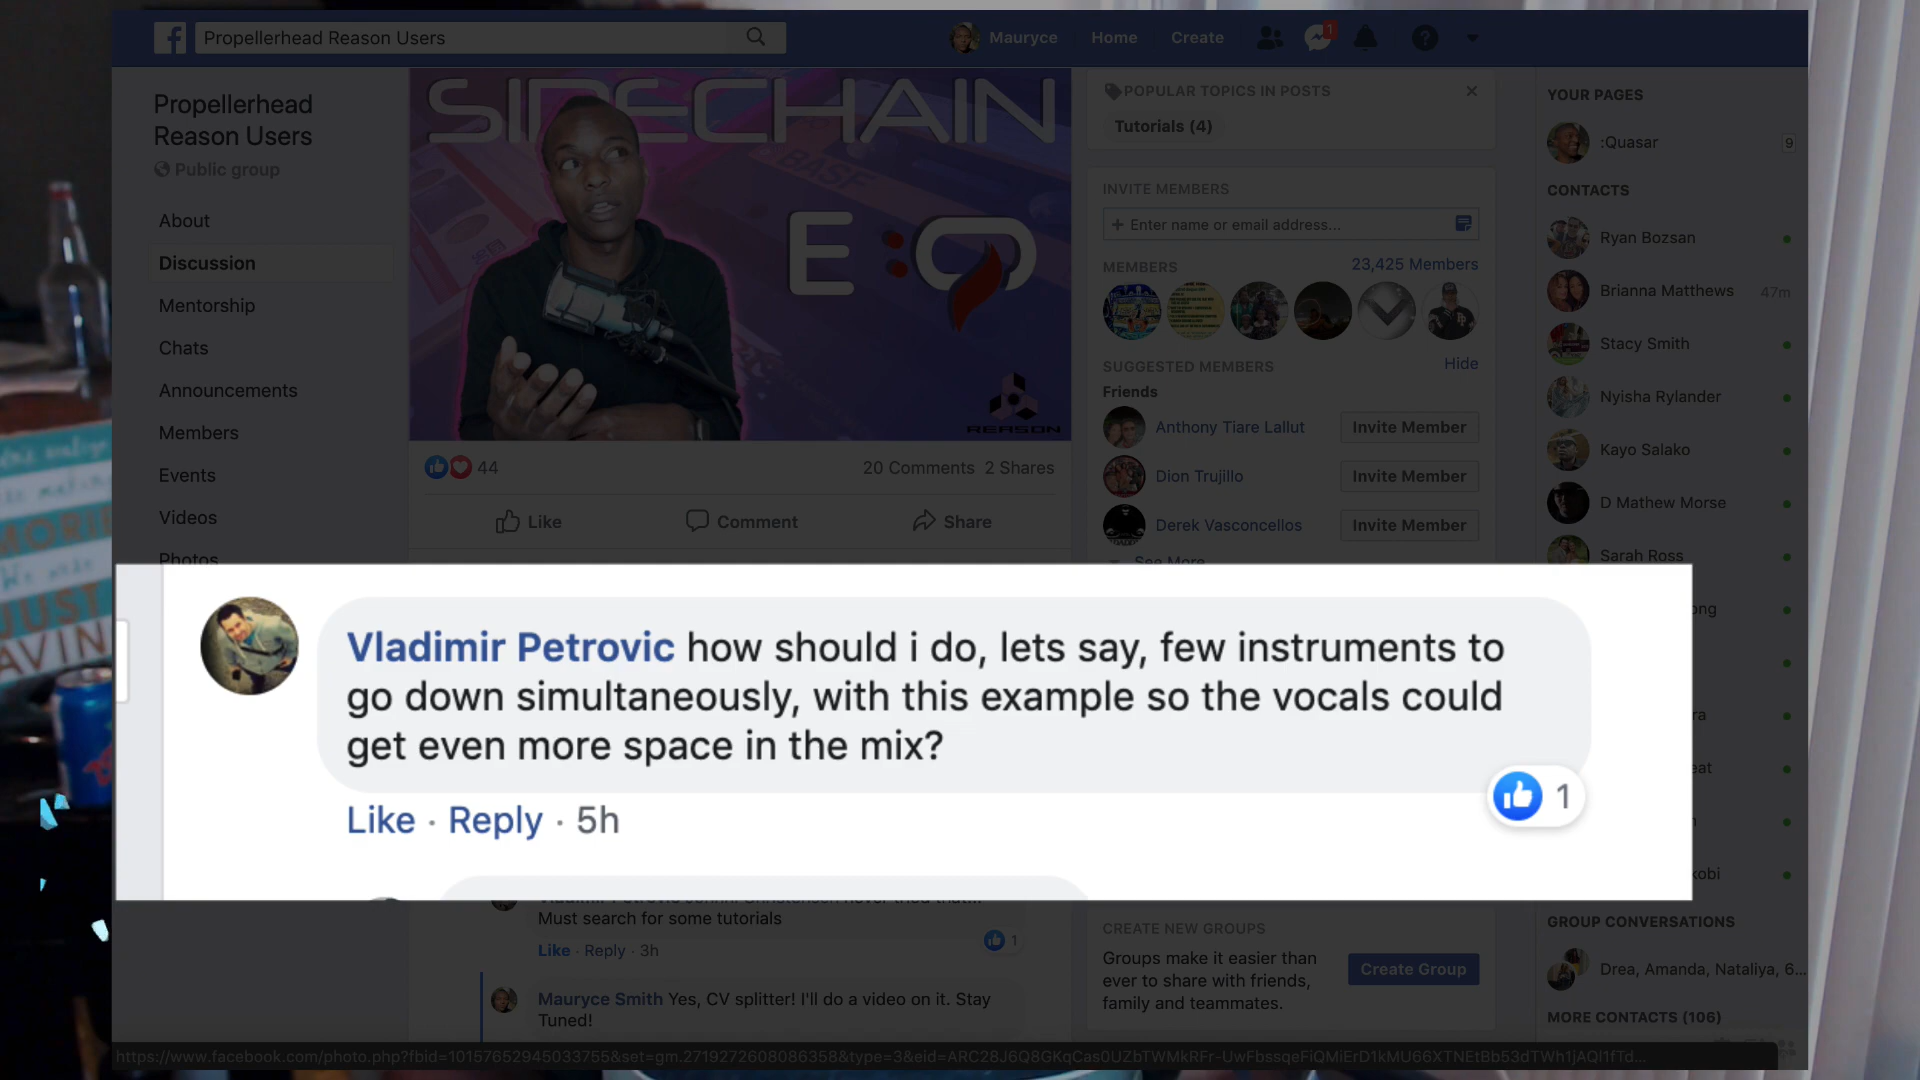 Propellerhead Reason Users
Mauryce
Home
Create
1
Propellerhead
Reason Users
Public group
About
Discussion
Mentorship
Chats
Announcements
Members
Events
Videos
Photos
SIDECHAIN
BASF
E:Q
REASON
44
20 Comments 2 Shares
Like
Comment
Share
POPULAR TOPICS IN POSTS
Tutorials (4)
INVITE MEMBERS
+ Enter name or email address...
MEMBERS
23,425 Members
SUGGESTED MEMBERS
Hide
Friends
Anthony Tiare Lallut
Invite Member
Dion Trujillo
Invite Member
Derek Vasconcellos
Invite Member
See More
YOUR PAGES
:Quasar
9
CONTACTS
Ryan Bozsan
Brianna Matthews 47m
Stacy Smith
Nyisha Rylander
Kayo Salako
D Mathew Morse
Sarah Ross
Vladimir Petrovic how should i do, lets say, few instruments to
go down simultaneously, with this example so the vocals could
get even more space in the mix?
Like · Reply · 5h
1
Must search for some tutorials
Like · Reply · 3h
1
Mauryce Smith Yes, CV splitter! I'll do a video on it. Stay
Tuned!
CREATE NEW GROUPS
Groups make it easier than
ever to share with friends,
family and teammates.
Create Group
GROUP CONVERSATIONS
Drea, Amanda, Nataliya, 6...
MORE CONTACTS (106)